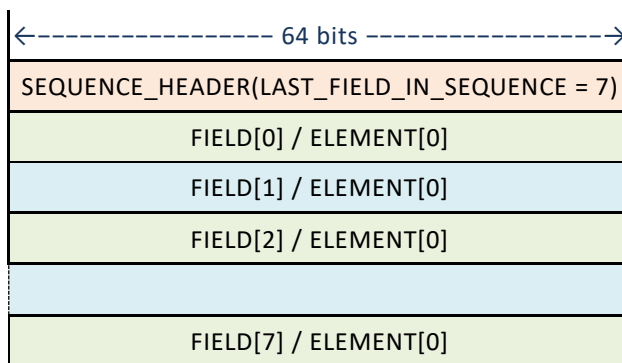 64 bits
SEQUENCE_HEADER(LAST_FIELD_IN_SEQUENCE = 7)
FIELD[0] / ELEMENT[0]
FIELD[1] / ELEMENT[0]
FIELD[2] / ELEMENT[0]
FIELD[7] / ELEMENT[0]